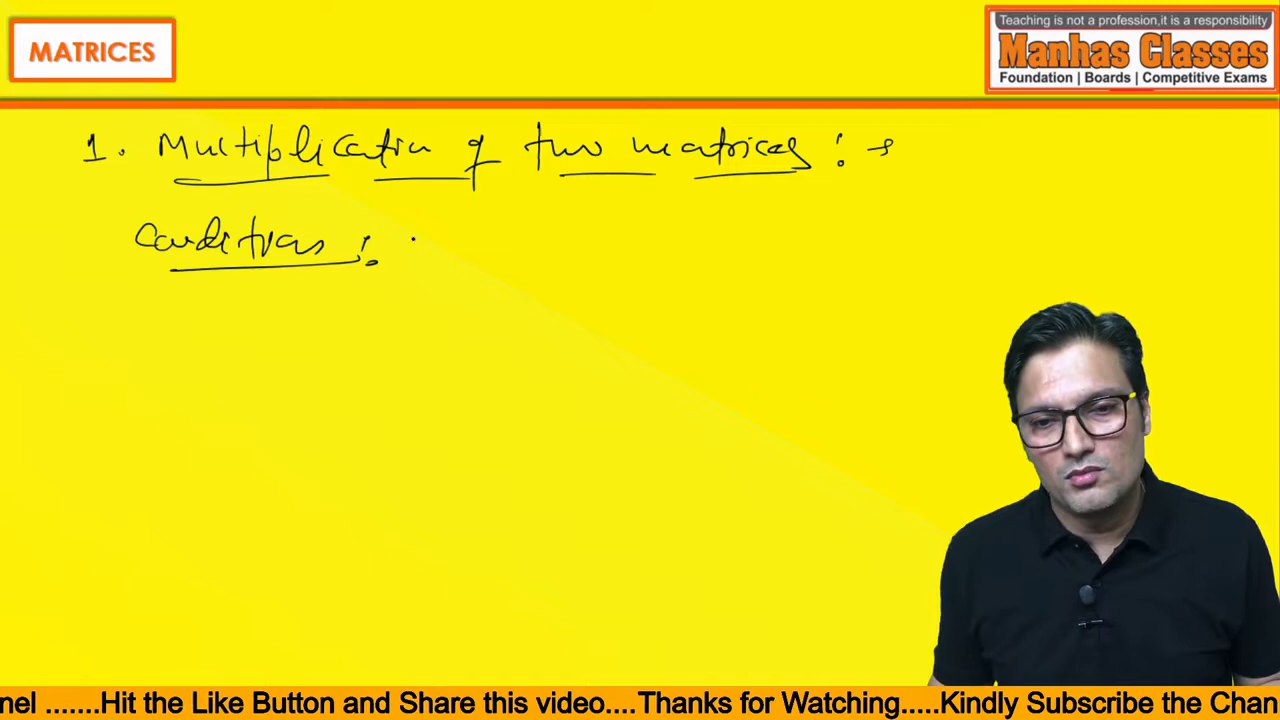 MATRICES
Teaching is not a profession,it is a responsibility
Manhas Classes
Foundation | Boards | Competitive Exams
1. Multiplication of two matrices : →
Conditions :
nel .......Hit the Like Button and Share this video....Thanks for Watching.....Kindly Subscribe the Chan